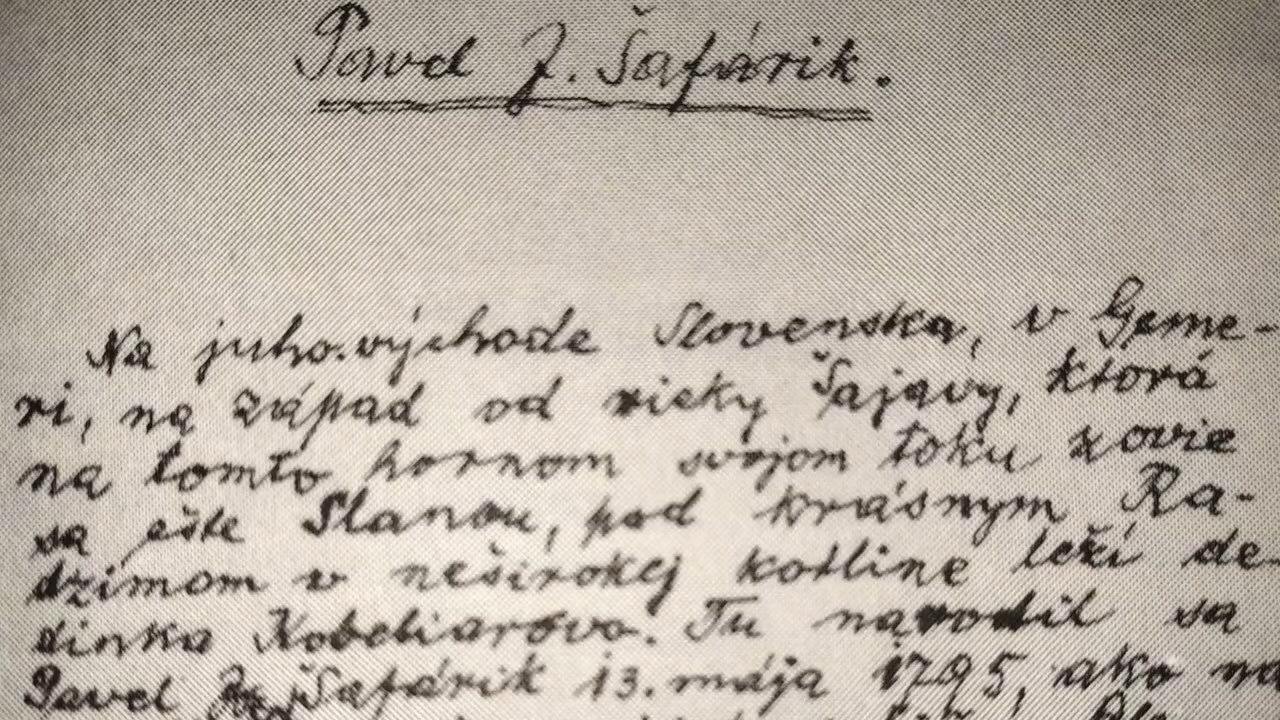 Pavel J. Šafárik.
Na juho.východe Slovenska, v Geme-
ri, na západ od rieky Šajavy, ktorá
na tomto hornom svojom toku zovie
sa ešte Slanou, pod krásnym Ra-
dzimom v neširokej kotline leží de-
dinka Kobeliarovo. Tu narodil sa
Pavel Šafárik 13. mája 1795, ako na